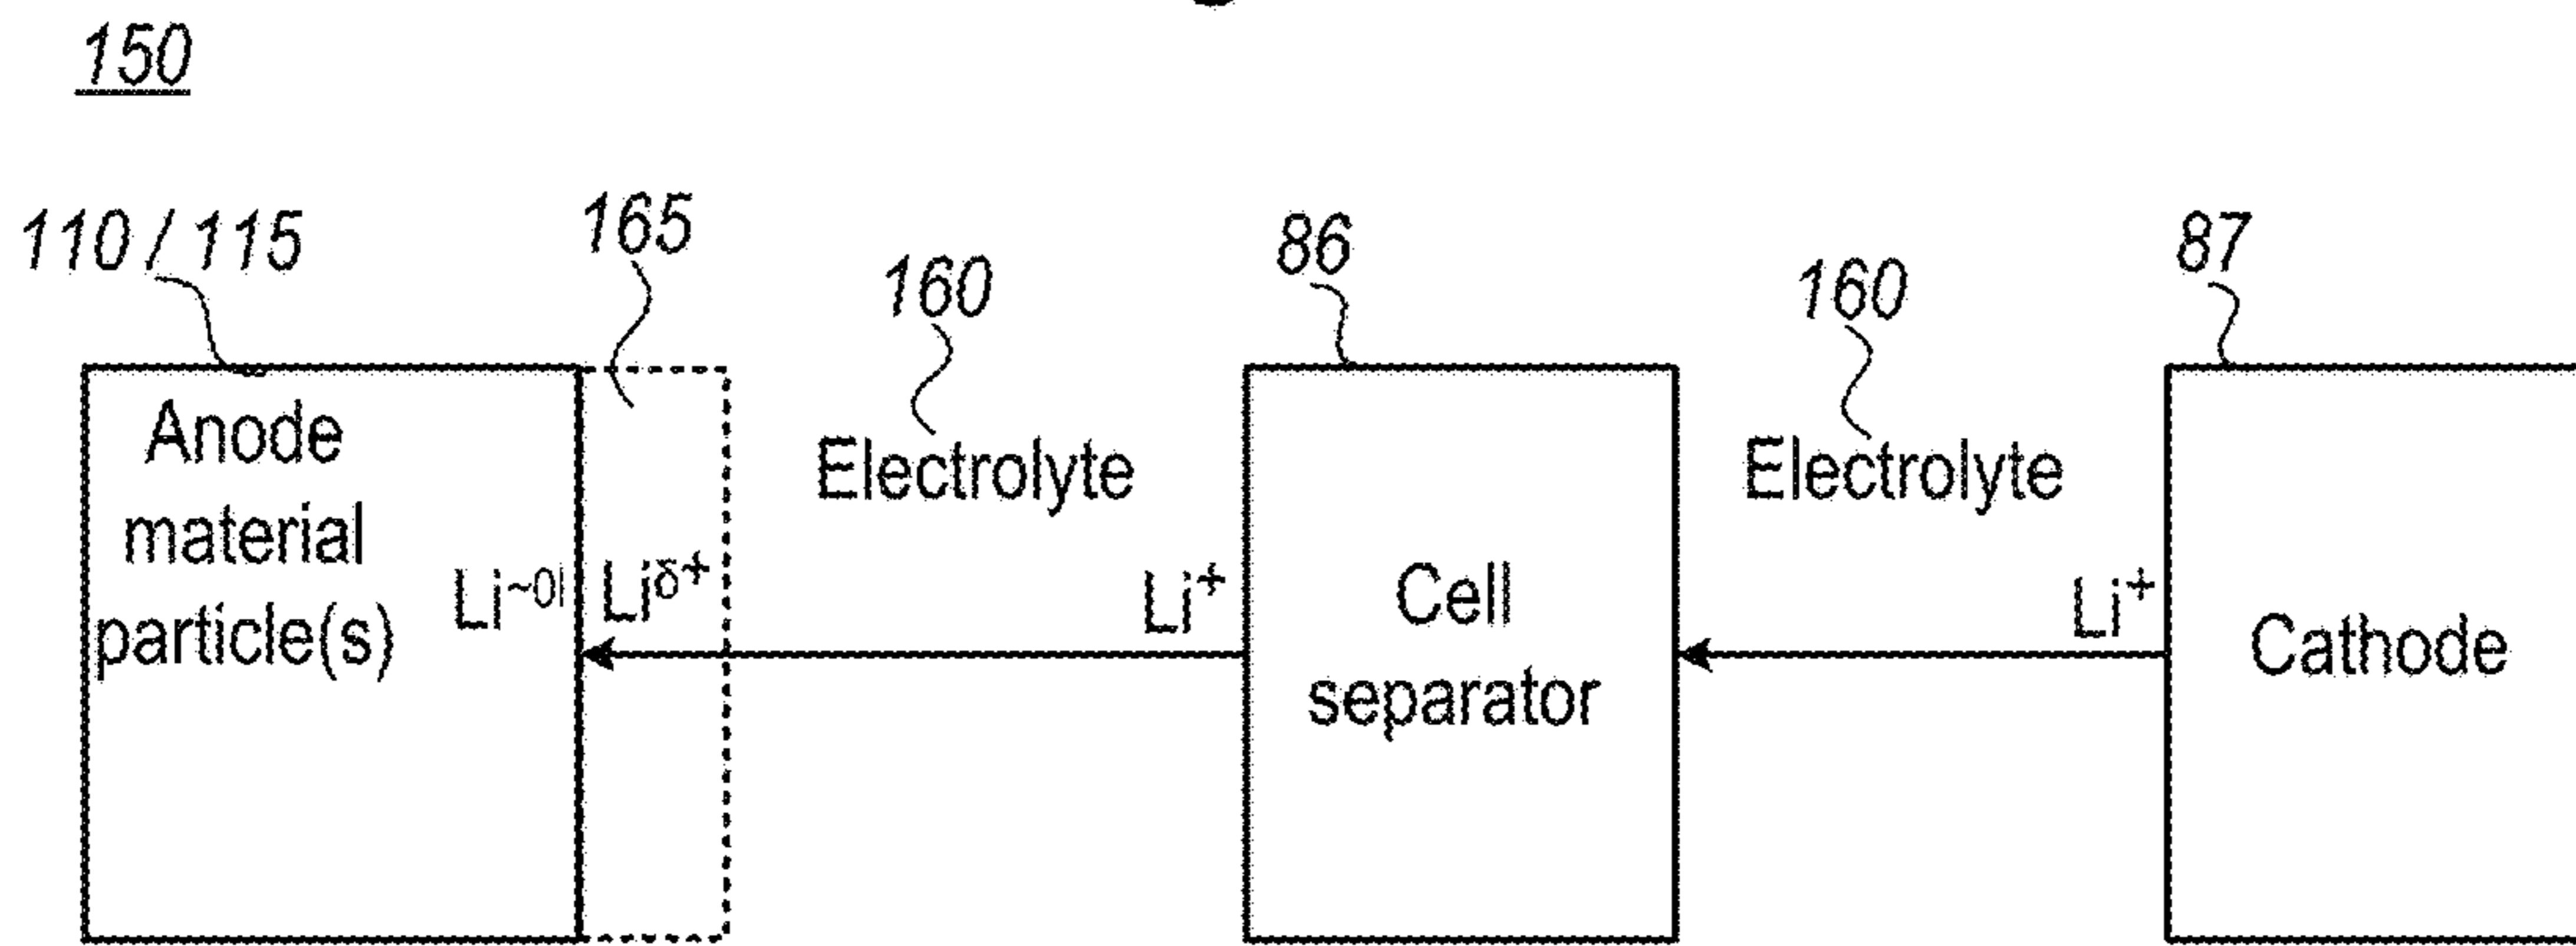 150
110 / 115
165
160
86
160
87
Anode
material
particle(s)
Li~0l
Liδ+
Electrolyte
Li+
Cell
separator
Electrolyte
Li+
Cathode